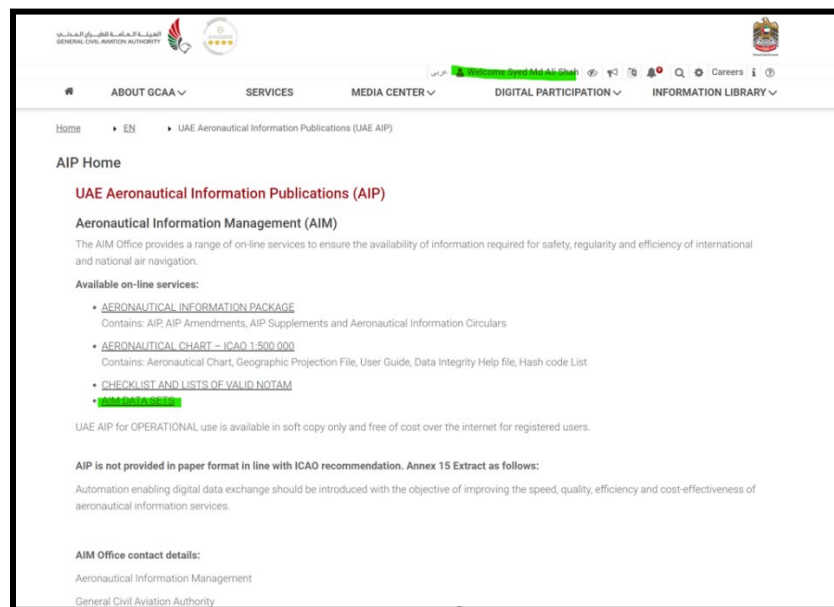 الهيئة العامة للطيران المدني
GENERAL CIVIL AVIATION AUTHORITY
عربي
Welcome Syed Md Ali Shah
Careers
ABOUT GCAA SERVICES MEDIA CENTER DIGITAL PARTICIPATION INFORMATION LIBRARY
Home EN UAE Aeronautical Information Publications (UAE AIP)
AIP Home
UAE Aeronautical Information Publications (AIP)
Aeronautical Information Management (AIM)
The AIM Office provides a range of on-line services to ensure the availability of information required for safety, regularity and efficiency of international
and national air navigation.
Available on-line services:
• AERONAUTICAL INFORMATION PACKAGE
Contains: AIP, AIP Amendments, AIP Supplements and Aeronautical Information Circulars
• AERONAUTICAL CHART – ICAO 1:500 000
Contains: Aeronautical Chart, Geographic Projection File, User Guide, Data Integrity Help file, Hash code List
• CHECKLIST AND LISTS OF VALID NOTAM
• AIM DATA SETS
UAE AIP for OPERATIONAL use is available in soft copy only and free of cost over the internet for registered users.
AIP is not provided in paper format in line with ICAO recommendation. Annex 15 Extract as follows:
Automation enabling digital data exchange should be introduced with the objective of improving the speed, quality, efficiency and cost-effectiveness of
aeronautical information services.
AIM Office contact details:
Aeronautical Information Management
General Civil Aviation Authority